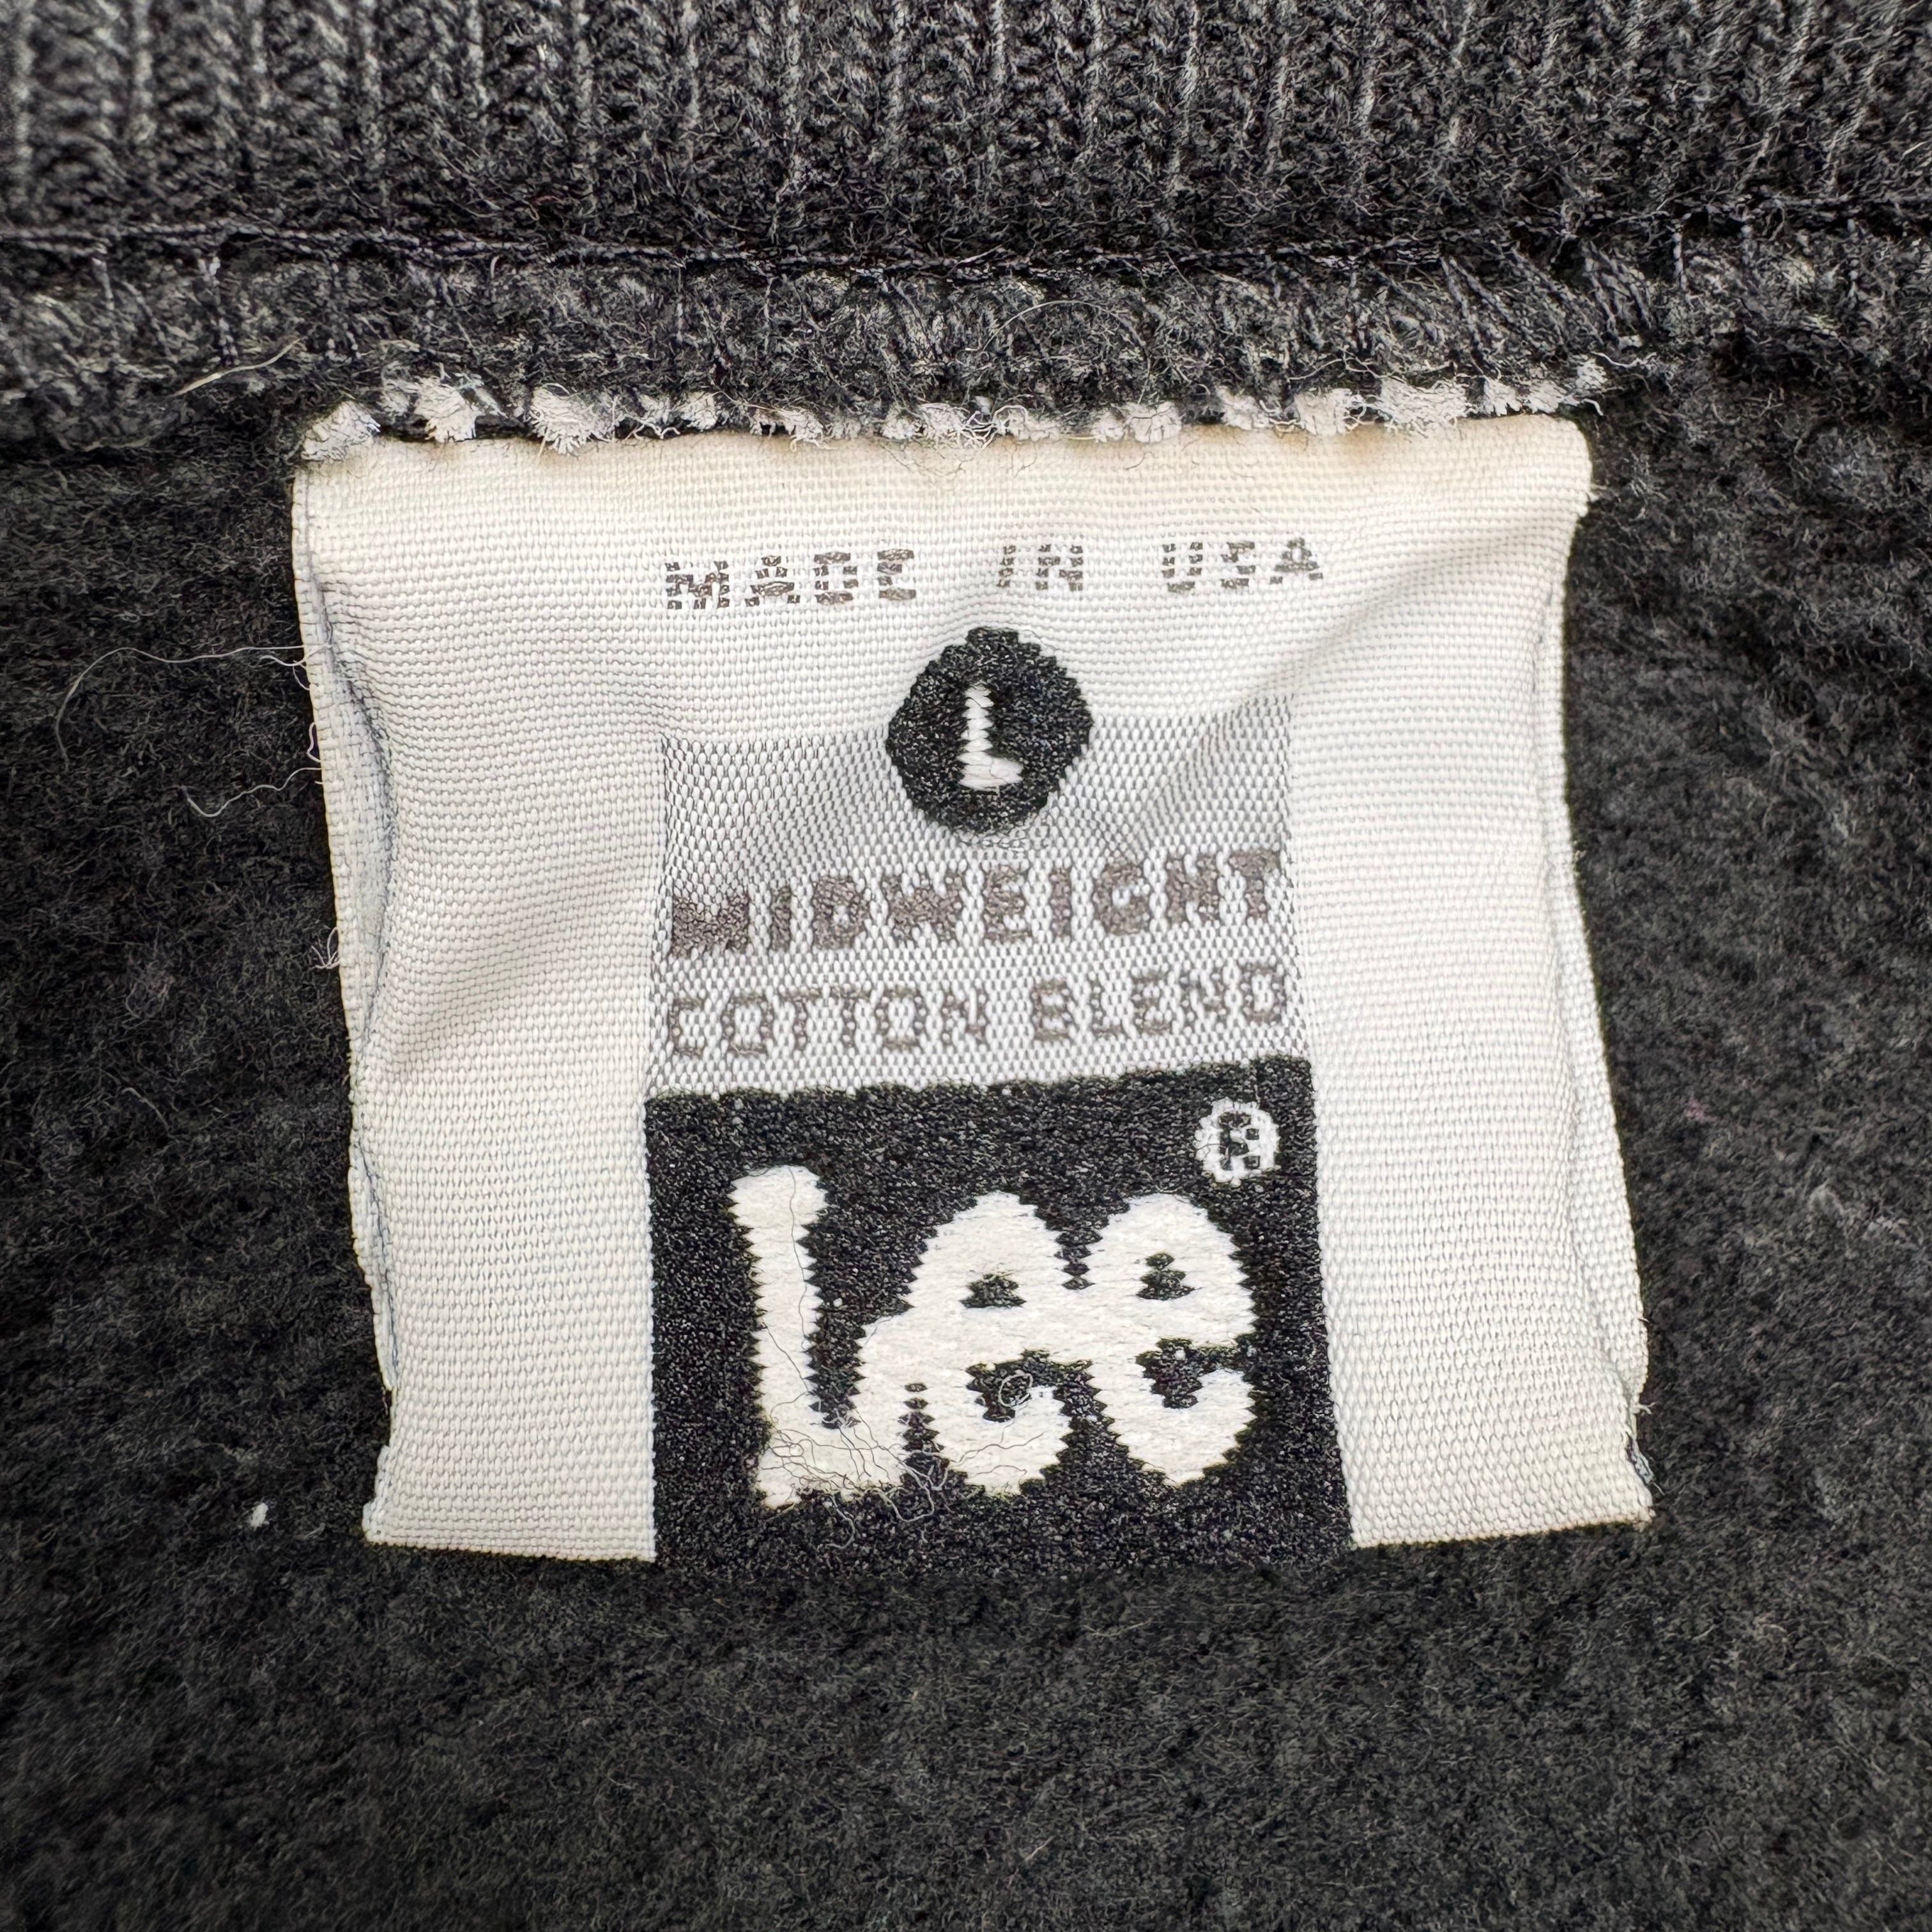 MADE IN USA
L
MIDWEIGHT
COTTON BLEND
Lee®